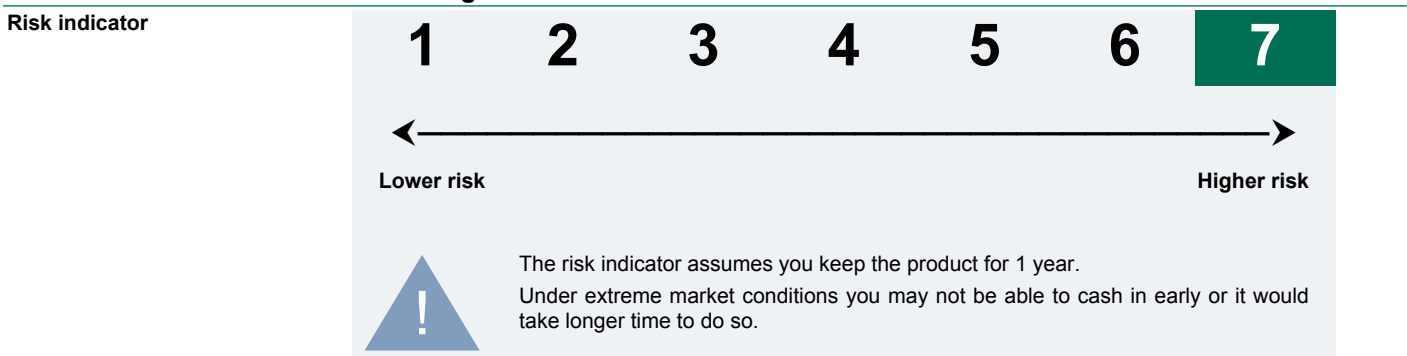 Risk indicator
1 2 3 4 5 6 7
Lower risk Higher risk
!
The risk indicator assumes you keep the product for 1 year.
Under extreme market conditions you may not be able to cash in early or it would
take longer time to do so.